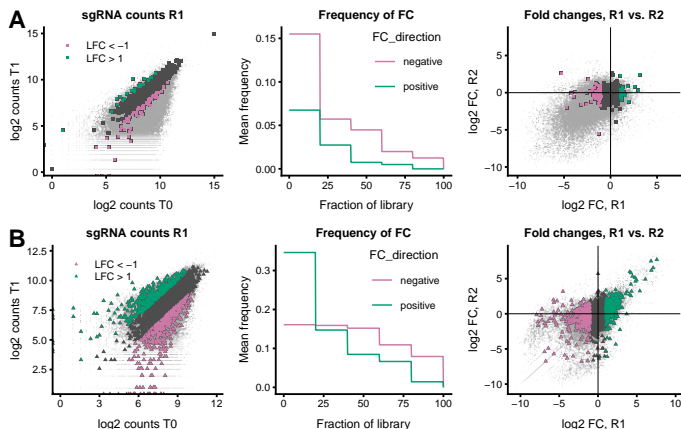 A
sgRNA counts R1
LFC < −1
LFC > 1
log2 counts T1
15
10
5
0
0
5
10
15
log2 counts T0
Frequency of FC
FC_direction
negative
positive
Mean frequency
0.15
0.10
0.05
0.00
0
20
40
60
80
100
Fraction of library
Fold changes, R1 vs. R2
log2 FC, R2
5
0
−5
−10
−10
−5
0
5
log2 FC, R1
B
sgRNA counts R1
LFC < −1
LFC > 1
log2 counts T1
12.5
10.0
7.5
5.0
2.5
0
3
6
9
12
log2 counts T0
Frequency of FC
FC_direction
negative
positive
Mean frequency
0.3
0.2
0.1
0.0
0
20
40
60
80
100
Fraction of library
Fold changes, R1 vs. R2
log2 FC, R2
10
5
0
−5
−10
−10
−5
0
5
10
log2 FC, R1